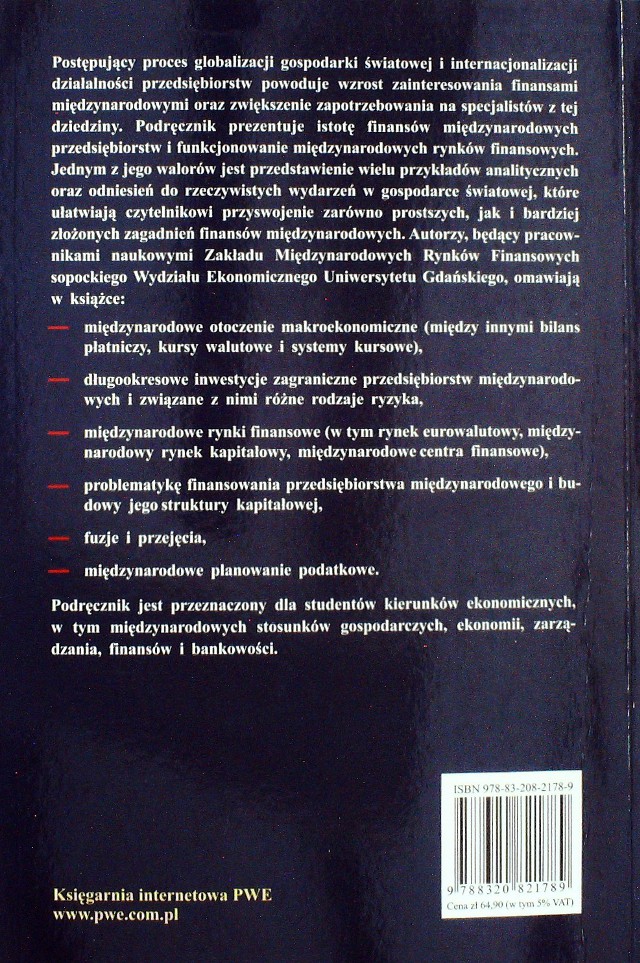 Postępujący proces globalizacji gospodarki światowej i internacjonalizacji
działalności przedsiębiorstw powoduje wzrost zainteresowania finansami
międzynarodowymi oraz zwiększenie zapotrzebowania na specjalistów z tej
dziedziny. Podręcznik prezentuje istotę finansów międzynarodowych
przedsiębiorstw i funkcjonowanie międzynarodowych rynków finansowych.
Jednym z jego walorów jest przedstawienie wielu przykładów analitycznych
oraz odniesień do rzeczywistych wydarzeń w gospodarce światowej, które
ułatwiają czytelnikowi przyswojenie zarówno prostszych, jak i bardziej
złożonych zagadnień finansów międzynarodowych. Autorzy, będący pracow-
nikami naukowymi Zakładu Międzynarodowych Rynków Finansowych
sopockiego Wydziału Ekonomicznego Uniwersytetu Gdańskiego, omawiają
w książce:
— międzynarodowe otoczenie makroekonomiczne (między innymi bilans
płatniczy, kursy walutowe i systemy kursowe),
— długookresowe inwestycje zagraniczne przedsiębiorstw międzynarodo-
wych i związane z nimi różne rodzaje ryzyka,
— międzynarodowe rynki finansowe (w tym rynek eurowalutowy, między-
narodowy rynek kapitałowy, międzynarodowe centra finansowe),
— problematykę finansowania przedsiębiorstwa międzynarodowego i bu-
dowy jego struktury kapitałowej,
— fuzje i przejęcia,
— międzynarodowe planowanie podatkowe.
Podręcznik jest przeznaczony dla studentów kierunków ekonomicznych,
w tym międzynarodowych stosunków gospodarczych, ekonomii, zarzą-
dzania, finansów i bankowości.
ISBN 978-83-208-2178-9
9 788320 821789
Cena zł 64,90 (w tym 5% VAT)
Księgarnia internetowa PWE
www.pwe.com.pl